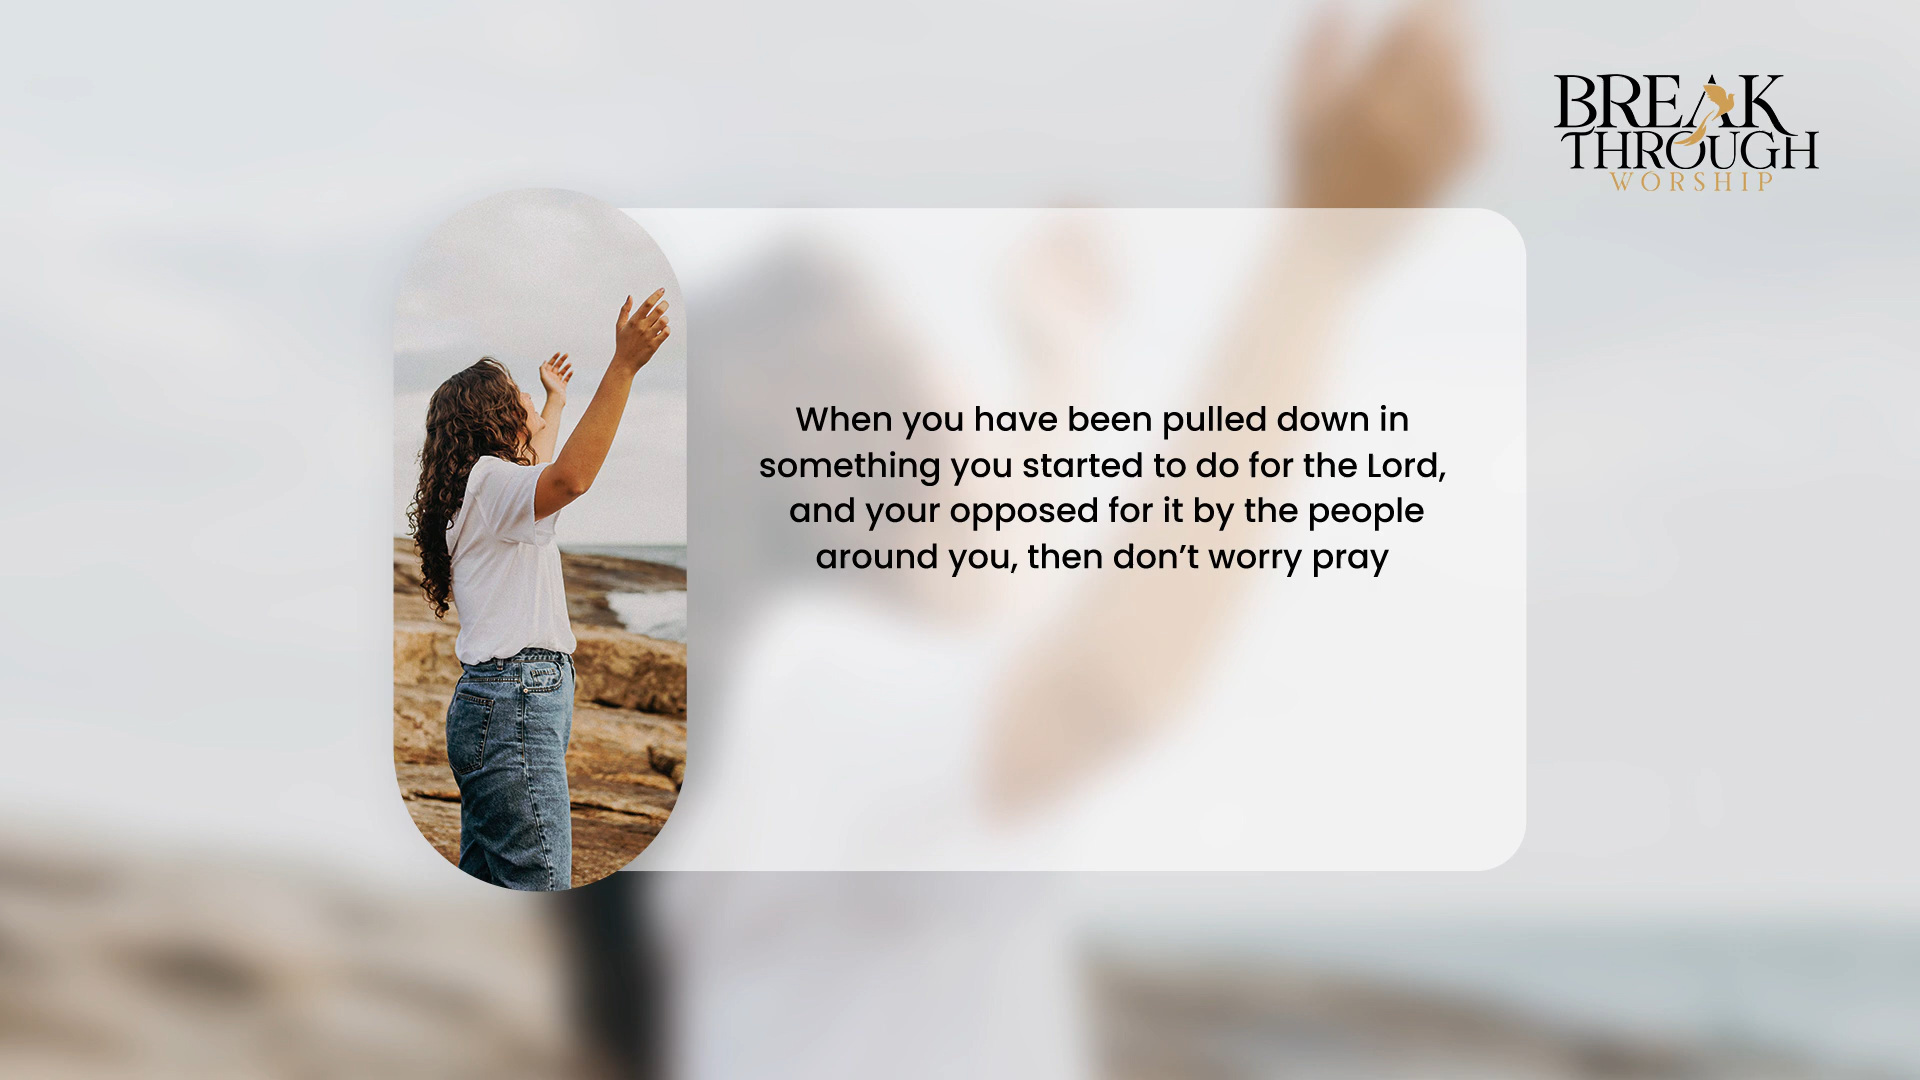 BREAK
THROUGH
WORSHIP
When you have been pulled down in
something you started to do for the Lord,
and your opposed for it by the people
around you, then don’t worry pray